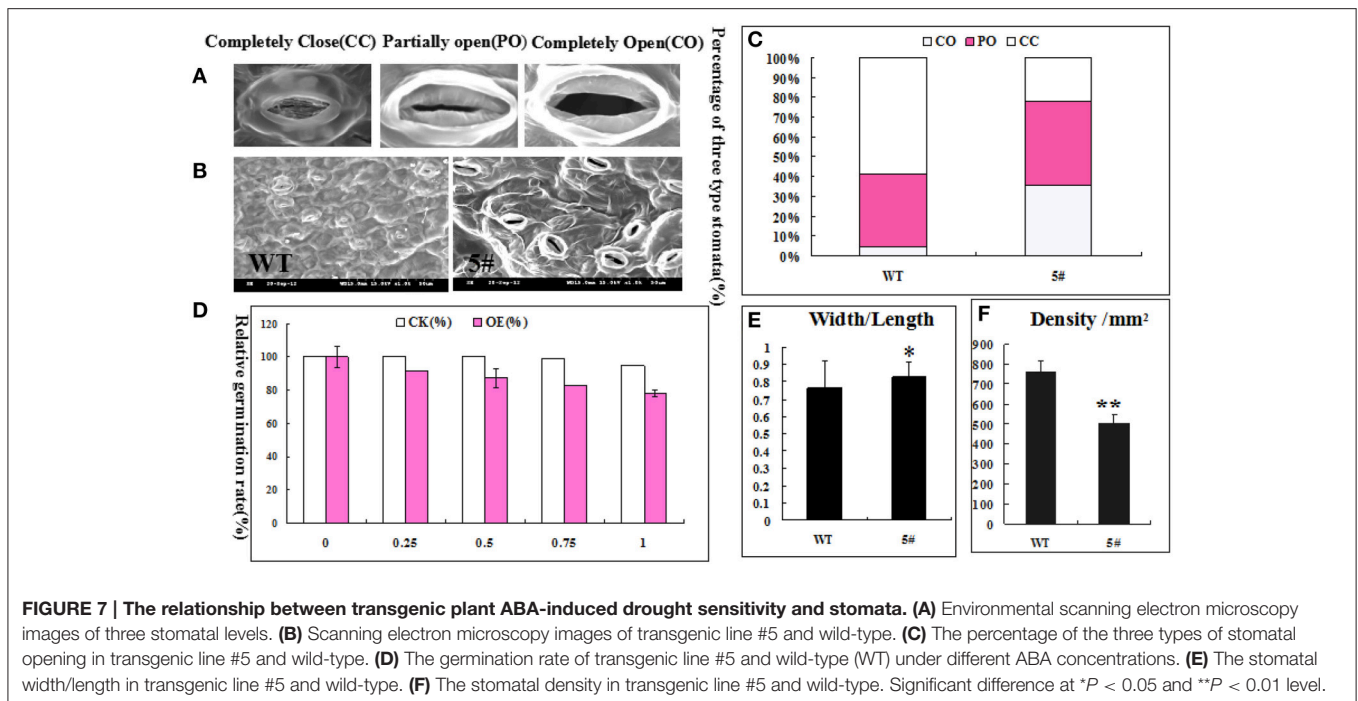 Completely Close(CC) Partially open(PO) Completely Open(CO)
A
B
WT
5#
Percentage of three type stomata(%)
C
CO PO CC
100%
90%
80%
70%
60%
50%
40%
30%
20%
10%
0%
WT 5#
D
Relative germination rate(%)
CK(%) OE(%)
120
100
80
60
40
20
0
0 0.25 0.5 0.75 1
E
Width/Length
1
0.9
0.8
0.7
0.6
0.5
0.4
0.3
0.2
0.1
0
*
WT 5#
F
Density /mm²
900
800
700
600
500
400
300
200
100
0
**
WT 5#
FIGURE 7 | The relationship between transgenic plant ABA-induced drought sensitivity and stomata. (A) Environmental scanning electron microscopy
images of three stomatal levels. (B) Scanning electron microscopy images of transgenic line #5 and wild-type. (C) The percentage of the three types of stomatal
opening in transgenic line #5 and wild-type. (D) The germination rate of transgenic line #5 and wild-type (WT) under different ABA concentrations. (E) The stomatal
width/length in transgenic line #5 and wild-type. (F) The stomatal density in transgenic line #5 and wild-type. Significant difference at *P < 0.05 and **P < 0.01 level.